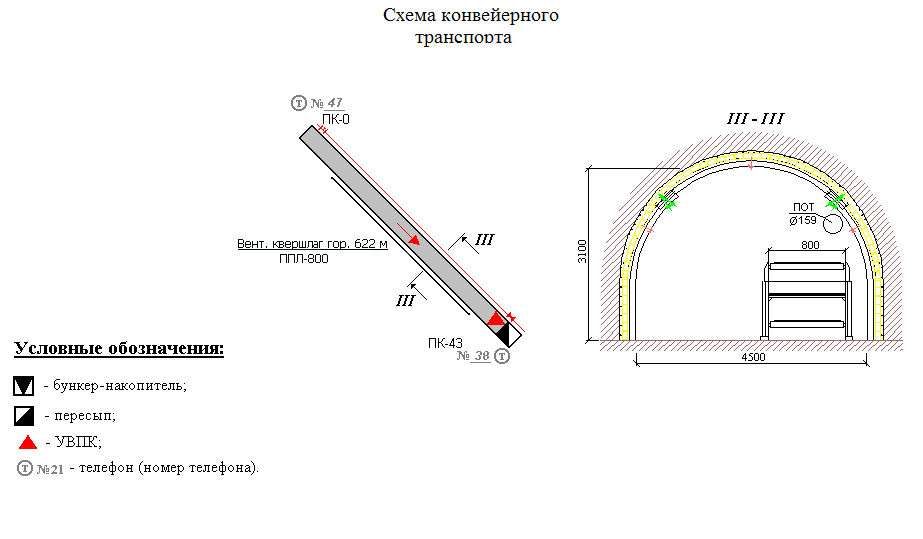 Схема конвейерного
транспорта
Т № 47
ПК-0
III - III
ПОТ
Ø159
III
800
Вент. квершлаг гор. 622 м
ППЛ-800
3100
III
ПК-43
№ 38 Т
4500
Условные обозначения:
- бункер-накопитель;
- пересып;
- УВПК;
Т №21 - телефон (номер телефона).